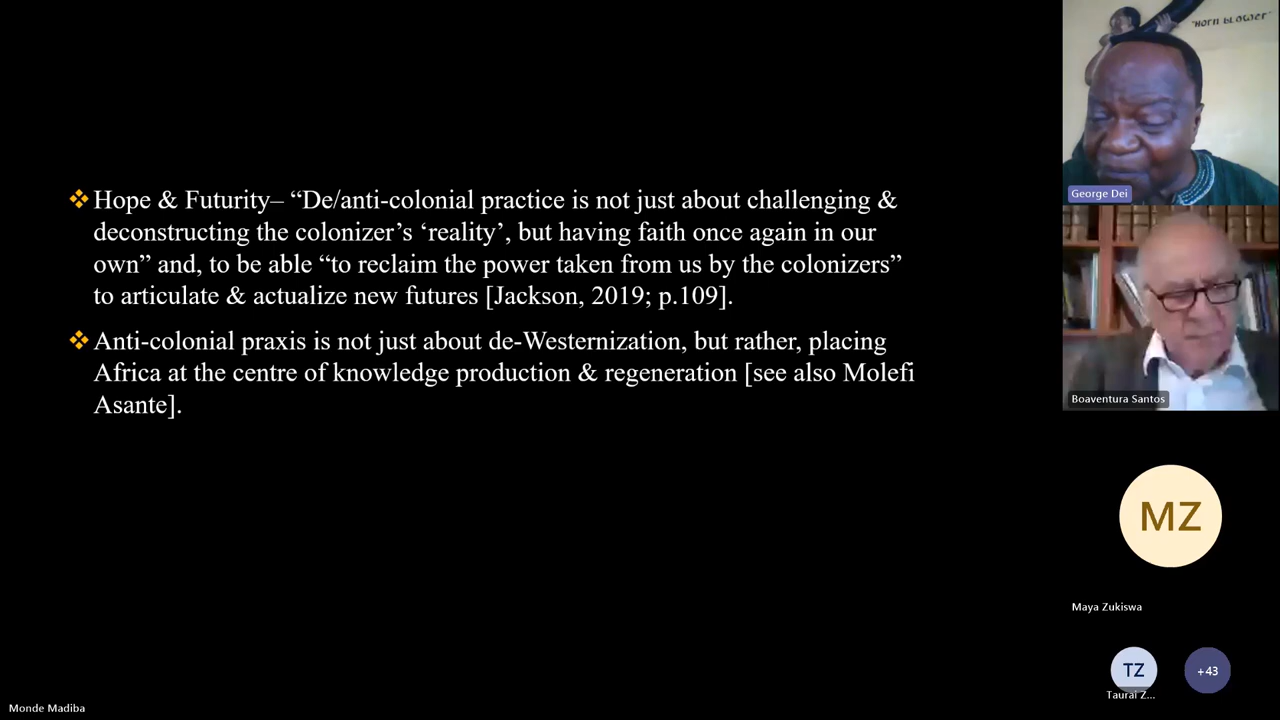 Hope & Futurity– “De/anti-colonial practice is not just about challenging &
deconstructing the colonizer’s ‘reality’, but having faith once again in our
own” and, to be able “to reclaim the power taken from us by the colonizers”
to articulate & actualize new futures [Jackson, 2019; p.109].
Anti-colonial praxis is not just about de-Westernization, but rather, placing
Africa at the centre of knowledge production & regeneration [see also Molefi
Asante].
"HORN BLOWER"
George Dei
Boaventura Santos
MZ
Maya Zukiswa
TZ
+43
Taurai Z...
Monde Madiba